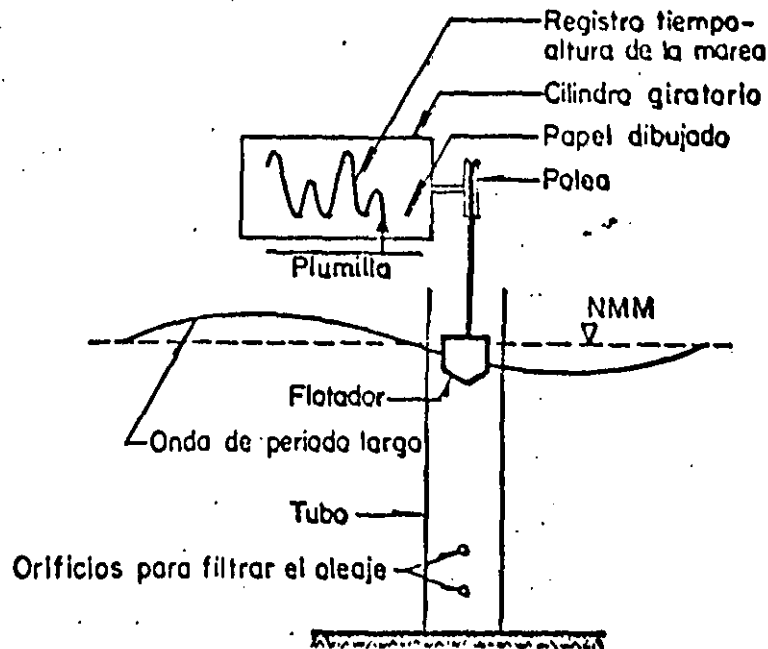 Registro tiempo-
altura de la marea
Cilindro giratorio
Papel dibujado
Polea
Plumilla
NMM
Flotador
Onda de periodo largo
Tubo
Orificios para filtrar el oleaje